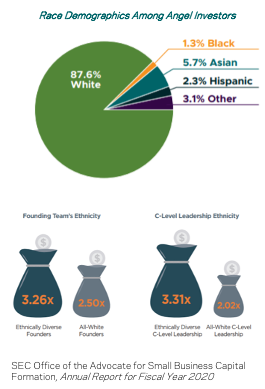 Race Demographics Among Angel Investors
87.6%
White
1.3% Black
5.7% Asian
2.3% Hispanic
3.1% Other
Founding Team's Ethnicity
C-Level Leadership Ethnicity
$
$
$
$
3.26x
2.50x
3.31x
2.02x
Ethnically Diverse
Founders
All-White
Founders
Ethnically Diverse
C-Level Leadership
All-White C-Level
Leadership
SEC Office of the Advocate for Small Business Capital
Formation, Annual Report for Fiscal Year 2020